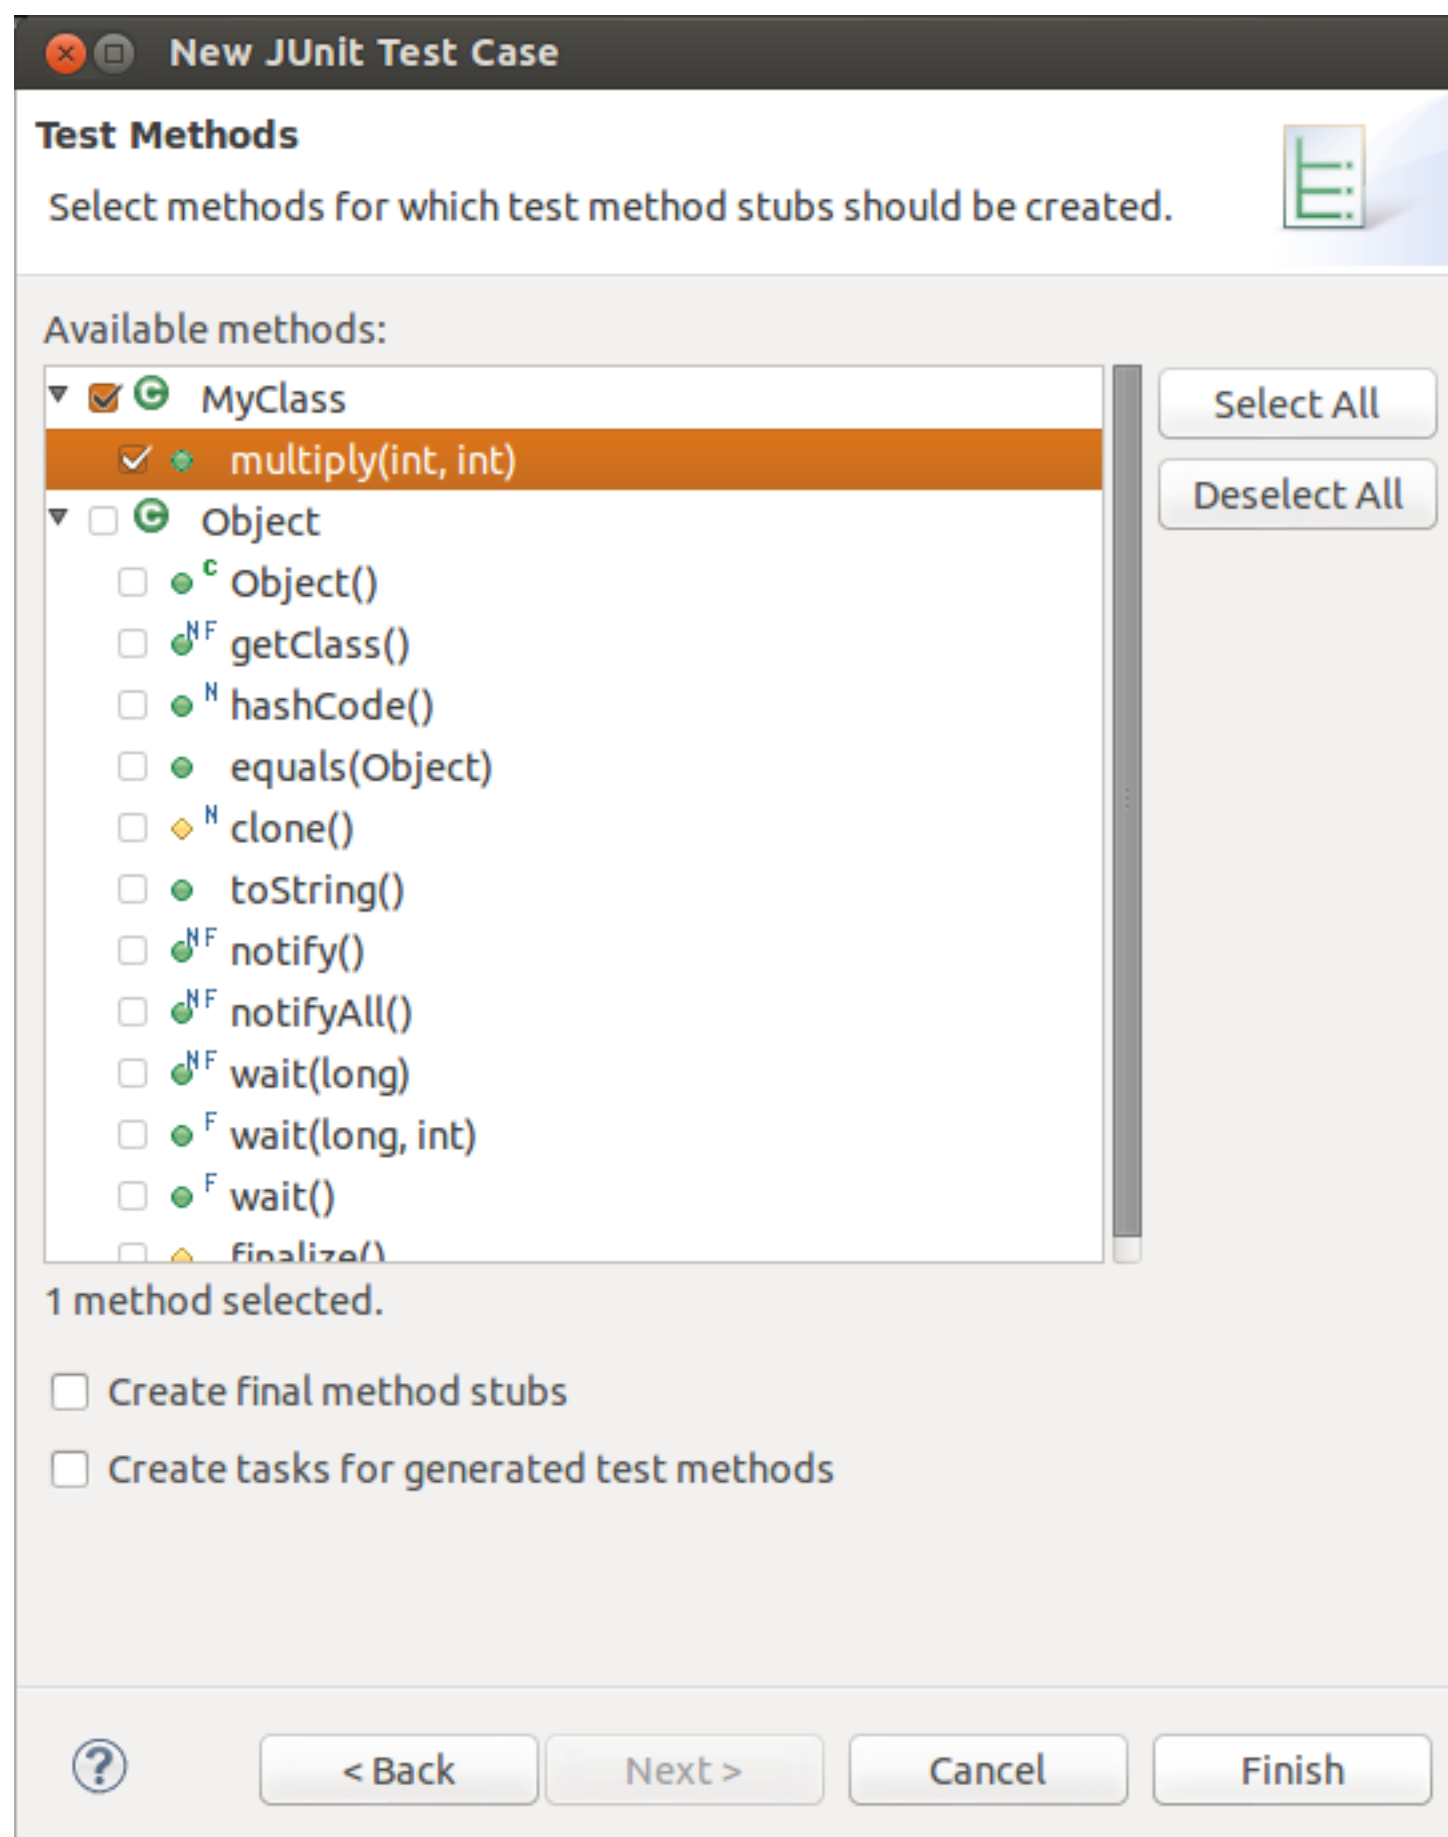 New JUnit Test Case
Test Methods
Select methods for which test method stubs should be created.
Available methods:
MyClass
Select All
multiply(int, int)
Deselect All
Object
C Object()
N F getClass()
N hashCode()
equals(Object)
N clone()
toString()
N F notify()
N F notifyAll()
N F wait(long)
F wait(long, int)
F wait()
finalize()
1 method selected.
Create final method stubs
Create tasks for generated test methods
? < Back Next > Cancel Finish